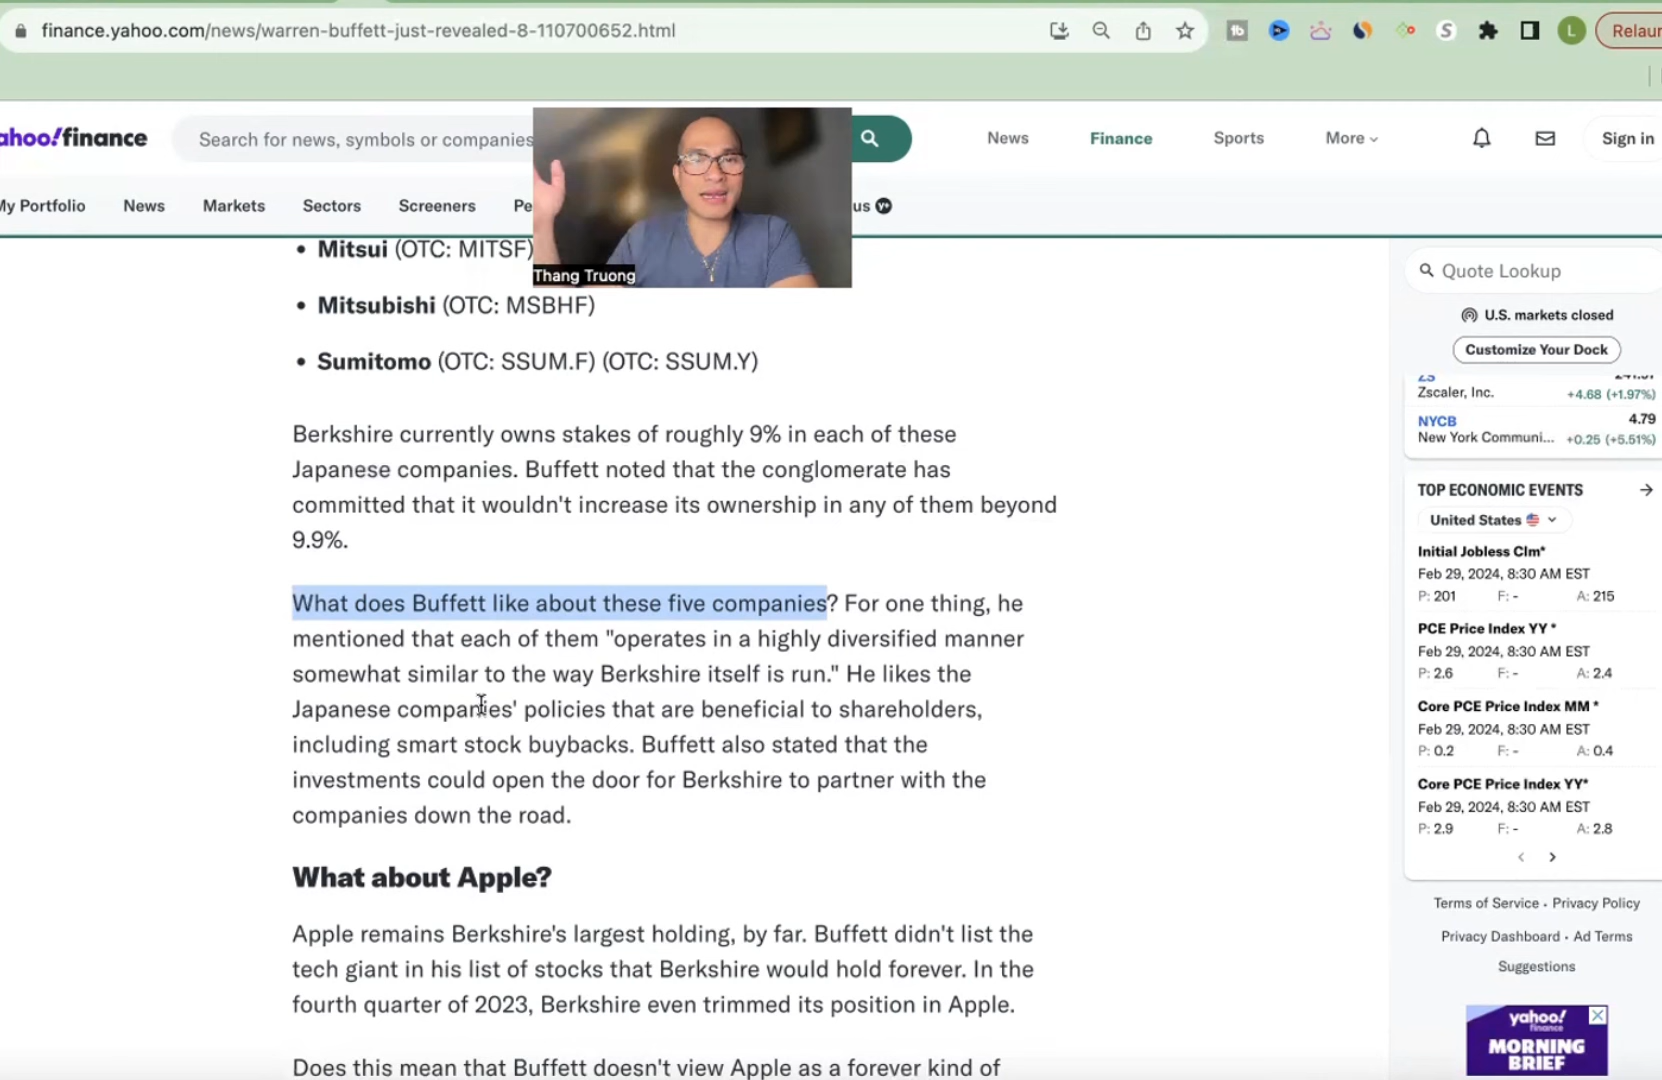 finance.yahoo.com/news/warren-buffett-just-revealed-8-110700652.html
L
Relaur
ahoo!finance
Search for news, symbols or companies
News
Finance
Sports
More
Sign in
My Portfolio
News
Markets
Sectors
Screeners
Pe
us
Thang Truong
• Mitsui (OTC: MITSF)
• Mitsubishi (OTC: MSBHF)
• Sumitomo (OTC: SSUM.F) (OTC: SSUM.Y)
Berkshire currently owns stakes of roughly 9% in each of these
Japanese companies. Buffett noted that the conglomerate has
committed that it wouldn't increase its ownership in any of them beyond
9.9%.
What does Buffett like about these five companies? For one thing, he
mentioned that each of them "operates in a highly diversified manner
somewhat similar to the way Berkshire itself is run." He likes the
Japanese companies' policies that are beneficial to shareholders,
including smart stock buybacks. Buffett also stated that the
investments could open the door for Berkshire to partner with the
companies down the road.
What about Apple?
Apple remains Berkshire's largest holding, by far. Buffett didn't list the
tech giant in his list of stocks that Berkshire would hold forever. In the
fourth quarter of 2023, Berkshire even trimmed its position in Apple.
Does this mean that Buffett doesn't view Apple as a forever kind of
Quote Lookup
U.S. markets closed
Customize Your Dock
ZS
Zscaler, Inc. +4.68 (+1.97%)
NYCB 4.79
New York Communi... +0.25 (+5.51%)
TOP ECONOMIC EVENTS
United States
Initial Jobless Clm*
Feb 29, 2024, 8:30 AM EST
P: 201 F: - A: 215
PCE Price Index YY *
Feb 29, 2024, 8:30 AM EST
P: 2.6 F: - A: 2.4
Core PCE Price Index MM *
Feb 29, 2024, 8:30 AM EST
P: 0.2 F: - A: 0.4
Core PCE Price Index YY*
Feb 29, 2024, 8:30 AM EST
P: 2.9 F: - A: 2.8
Terms of Service • Privacy Policy
Privacy Dashboard • Ad Terms
Suggestions
yahoo!
finance
MORNING
BRIEF